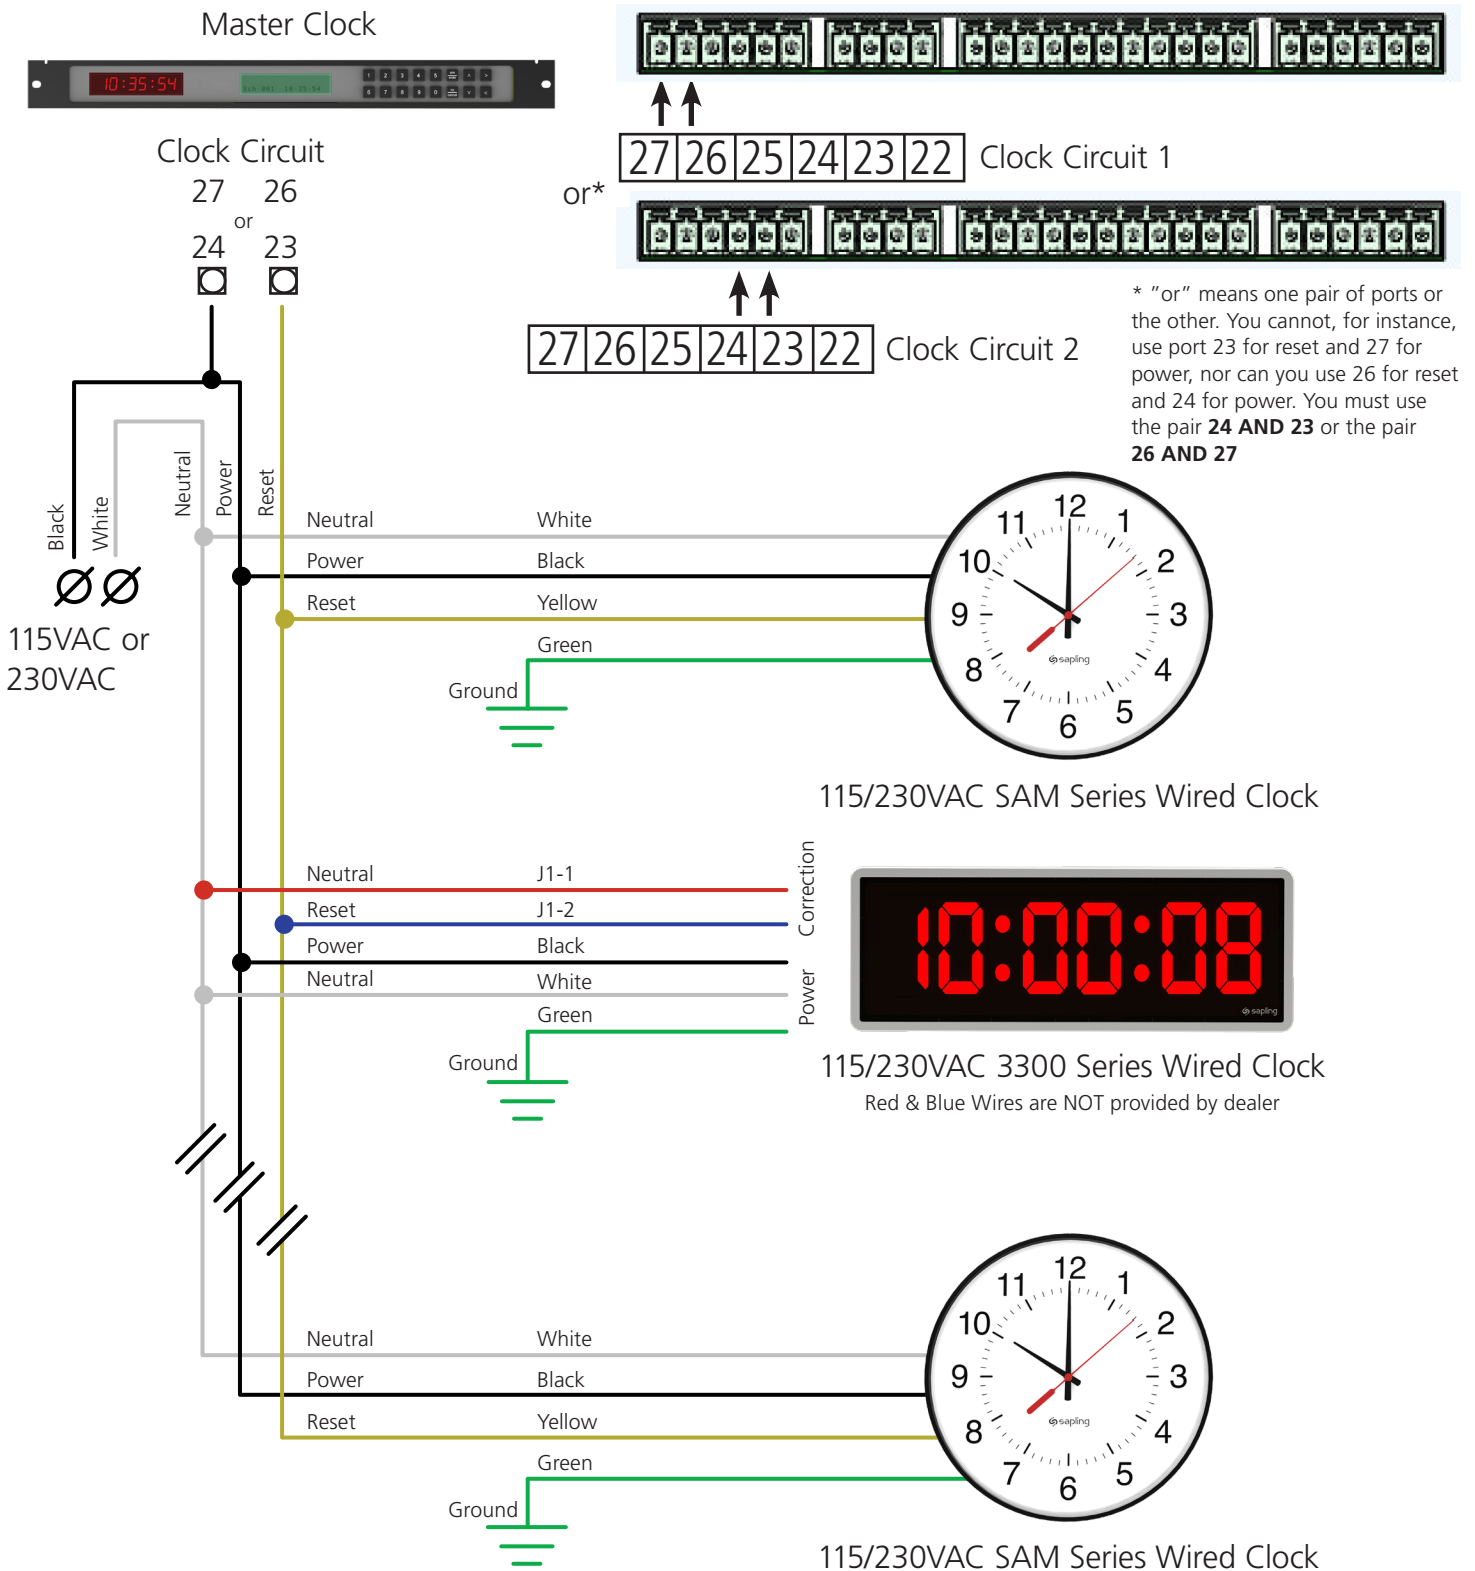 Master Clock
10:35:54
Clock Circuit
27 26
or
24 23
27 26 25 24 23 22 Clock Circuit 1
or*
27 26 25 24 23 22 Clock Circuit 2
* "or" means one pair of ports or
the other. You cannot, for instance,
use port 23 for reset and 27 for
power, nor can you use 26 for reset
and 24 for power. You must use
the pair 24 AND 23 or the pair
26 AND 27
Black
White
Neutral
Power
Reset
115VAC or
230VAC
Neutral White
Power Black
Reset Yellow
Green
Ground
12
1
2
3
4
5
6
7
8
9
10
11
sapling
115/230VAC SAM Series Wired Clock
Neutral J1-1
Reset J1-2
Power Black
Neutral White
Green
Ground
Correction
Power
10:00:08
sapling
115/230VAC 3300 Series Wired Clock
Red & Blue Wires are NOT provided by dealer
Neutral White
Power Black
Reset Yellow
Green
Ground
12
1
2
3
4
5
6
7
8
9
10
11
sapling
115/230VAC SAM Series Wired Clock